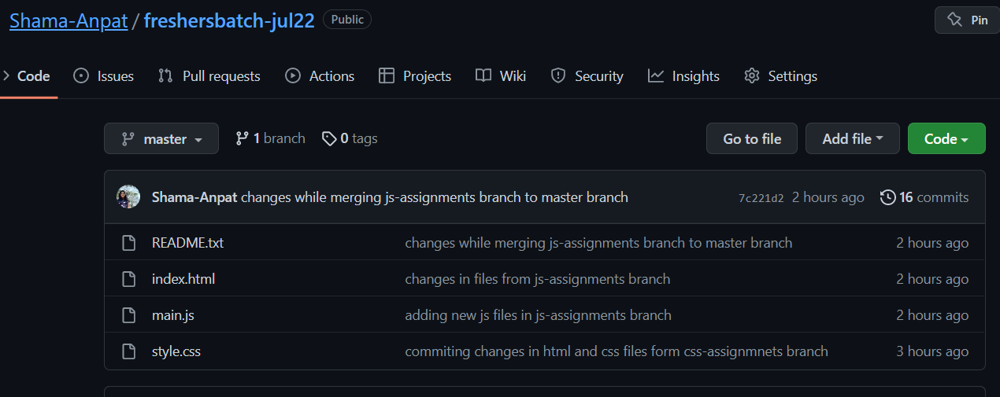 Shama-Anpat / freshersbatch-jul22 Public Pin
Code Issues Pull requests Actions Projects Wiki Security Insights Settings
master 1 branch 0 tags Go to file Add file Code
Shama-Anpat changes while merging js-assignments branch to master branch 7c221d2 2 hours ago 16 commits
README.txt changes while merging js-assignments branch to master branch 2 hours ago
index.html changes in files from js-assignments branch 2 hours ago
main.js adding new js files in js-assignments branch 2 hours ago
style.css commiting changes in html and css files form css-assignmnets branch 3 hours ago